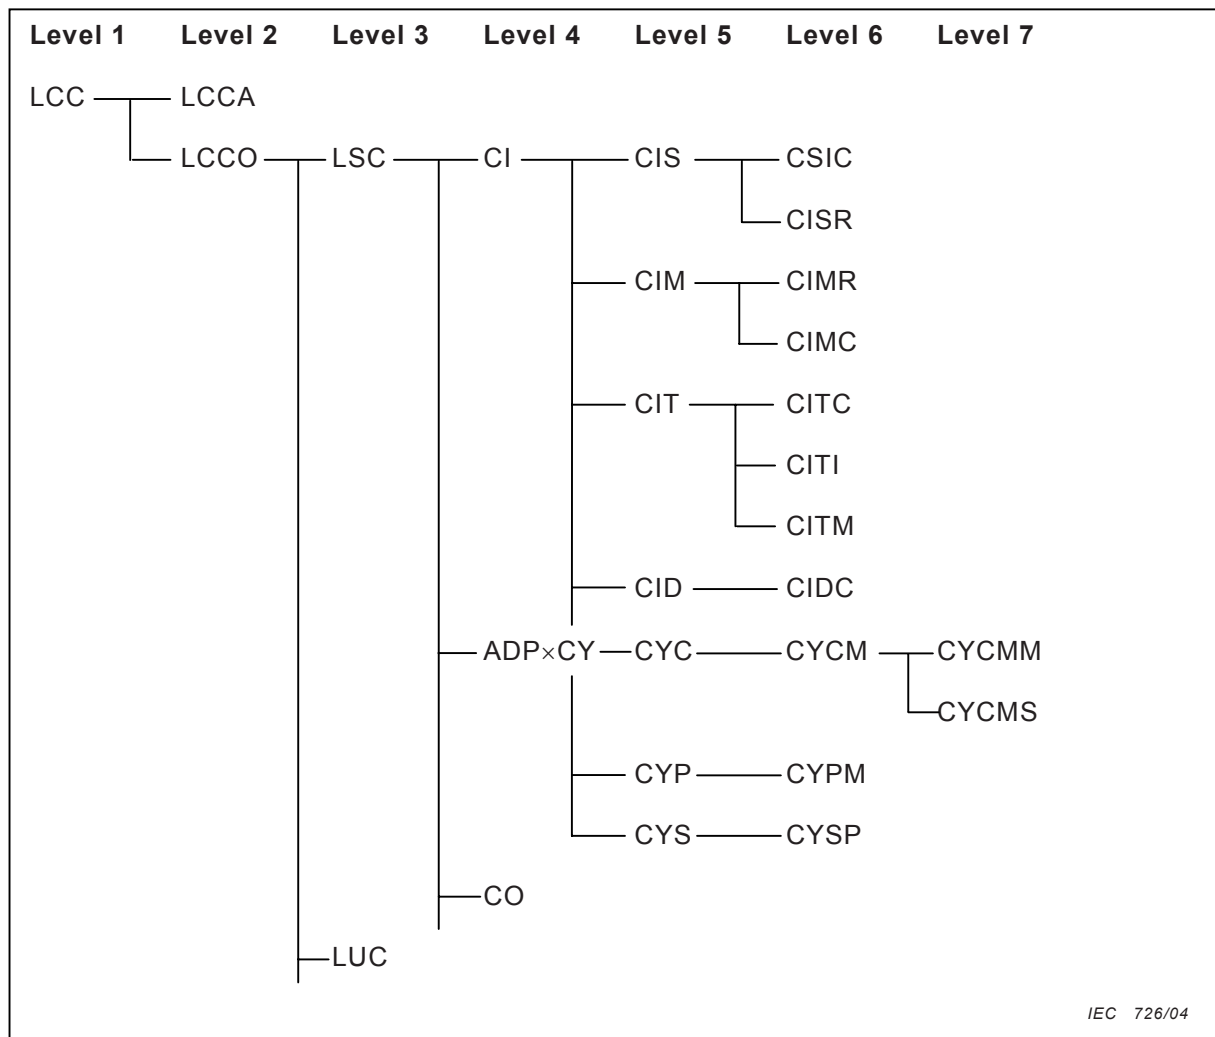 Level 1 Level 2 Level 3 Level 4 Level 5 Level 6 Level 7
LCC LCCA
LCCO LSC CI CIS CSIC
CISR
CIM CIMR
CIMC
CIT CITC
CITI
CITM
CID CIDC
ADP×CY CYC CYCM CYCMM
CYCMS
CYP CYPM
CYS CYSP
CO
LUC
IEC 726/04